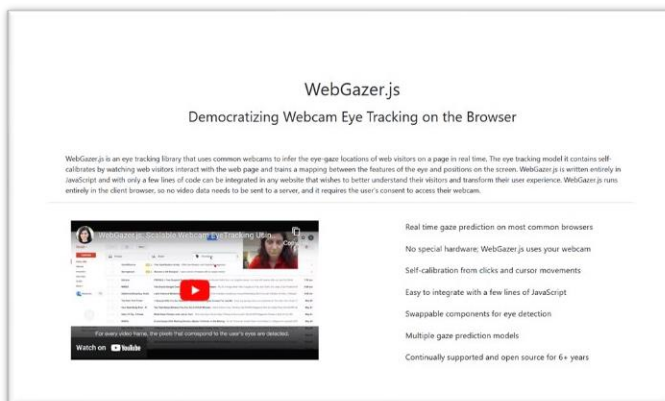 WebGazer.js
Democratizing Webcam Eye Tracking on the Browser
WebGazer.js is an eye tracking library that uses common webcams to infer the eye-gaze locations of web visitors on a page in real time. The eye tracking model it contains self-
calibrates by watching web visitors interact with the web page and trains a mapping between the features of the eye and positions on the screen. WebGazer.js is written entirely in
JavaScript and with only a few lines of code can be integrated in any website that wishes to better understand their visitors and transform their user experience. WebGazer.js runs
entirely in the client browser, so no video data needs to be sent to a server, and it requires the user's consent to access their webcam.
WebGazer.js: Scalable Webcam EyeTracking Usin
For every video frame, the pixels that correspond to the user's eyes are detected.
Watch on YouTube
Real time gaze prediction on most common browsers
No special hardware; WebGazer.js uses your webcam
Self-calibration from clicks and cursor movements
Easy to integrate with a few lines of JavaScript
Swappable components for eye detection
Multiple gaze prediction models
Continually supported and open source for 6+ years